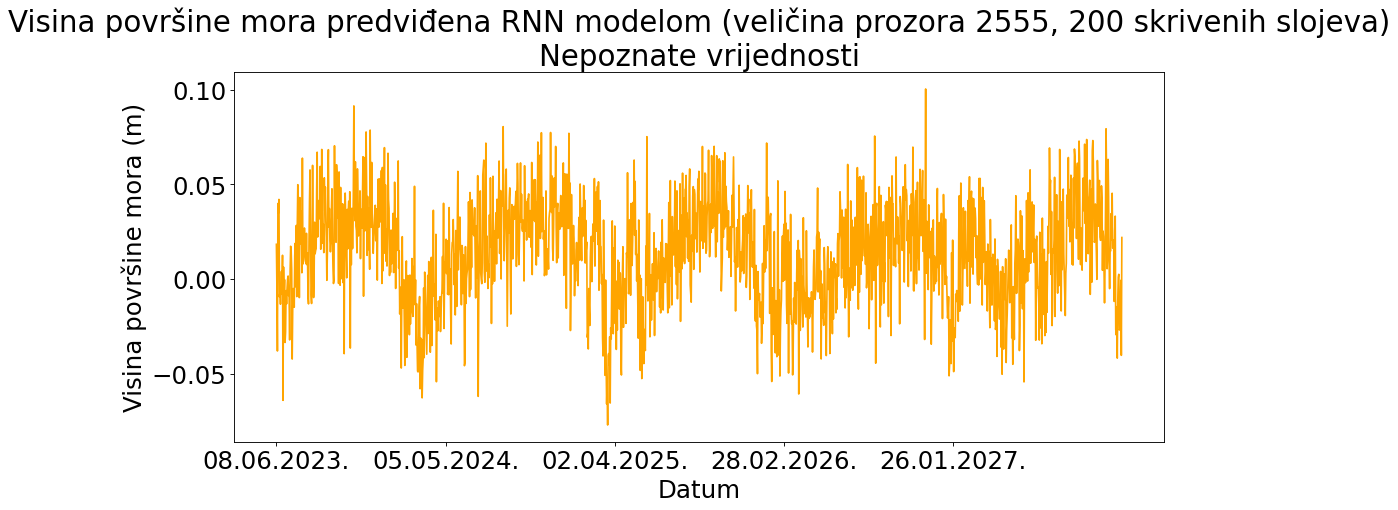 Visina površine mora predviđena RNN modelom (veličina prozora 2555, 200 skrivenih slojeva)
Nepoznate vrijednosti
Visina površine mora (m)
0.10
0.05
0.00
−0.05
08.06.2023. 05.05.2024. 02.04.2025. 28.02.2026. 26.01.2027.
Datum